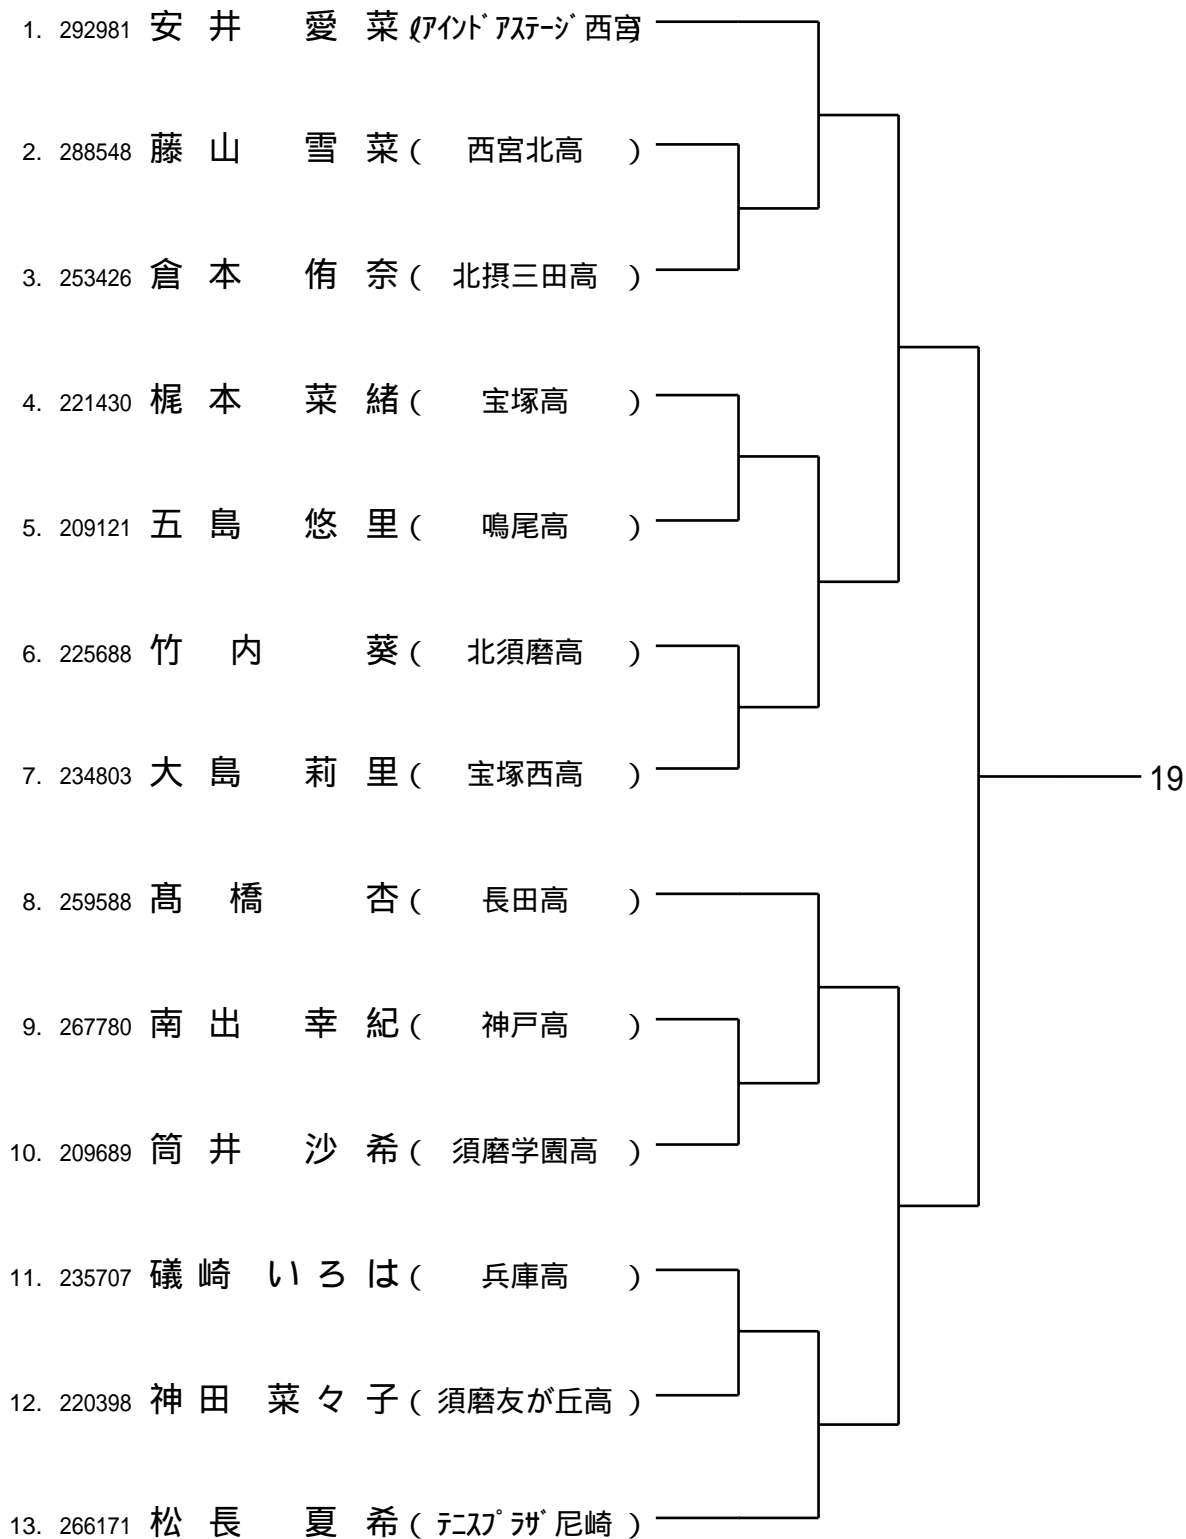 1. 292981 安井 愛菜 (ｱｲﾝﾄﾞｱｽﾃｰｼﾞ西宮)
2. 288548 藤山 雪菜 ( 西宮北高 )
3. 253426 倉本 侑奈 ( 北摂三田高 )
4. 221430 梶本 菜緒 ( 宝塚高 )
5. 209121 五島 悠里 ( 鳴尾高 )
6. 225688 竹内 葵 ( 北須磨高 )
7. 234803 大島 莉里 ( 宝塚西高 )
19
8. 259588 髙橋 杏 ( 長田高 )
9. 267780 南出 幸紀 ( 神戸高 )
10. 209689 筒井 沙希 ( 須磨学園高 )
11. 235707 礒崎 いろは ( 兵庫高 )
12. 220398 神田 菜々子 ( 須磨友が丘高 )
13. 266171 松長 夏希 ( ﾃﾆｽﾌﾟﾗｻﾞ尼崎 )